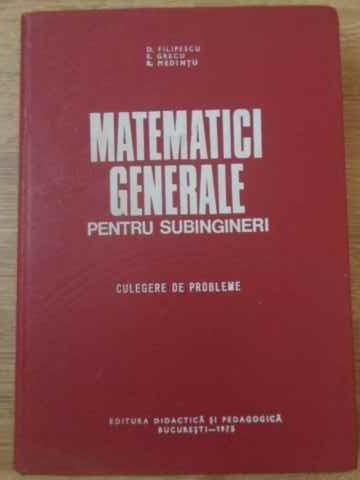 D. FILIPESCU
E. GRECU
R. MEDINȚU
MATEMATICI
GENERALE
PENTRU SUBINGINERI
CULEGERE DE PROBLEME
EDITURA DIDACTICĂ ȘI PEDAGOGICĂ
BUCUREȘTI—1975